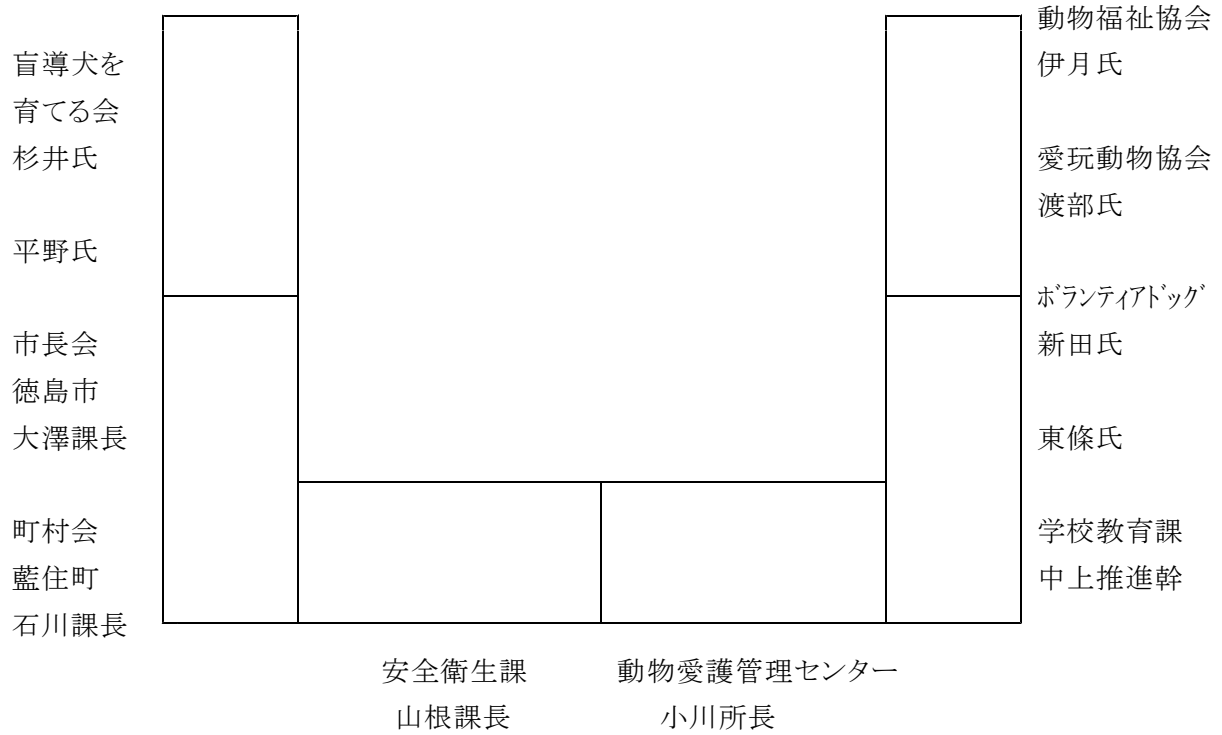 盲導犬を
育てる会
杉井氏
平野氏
市長会
徳島市
大澤課長
町村会
藍住町
石川課長
動物福祉協会
伊月氏
愛玩動物協会
渡部氏
ﾎﾞﾗﾝﾃｨｱﾄﾞｯｸﾞ
新田氏
東條氏
学校教育課
中上推進幹
安全衛生課
山根課長
動物愛護管理センター
小川所長